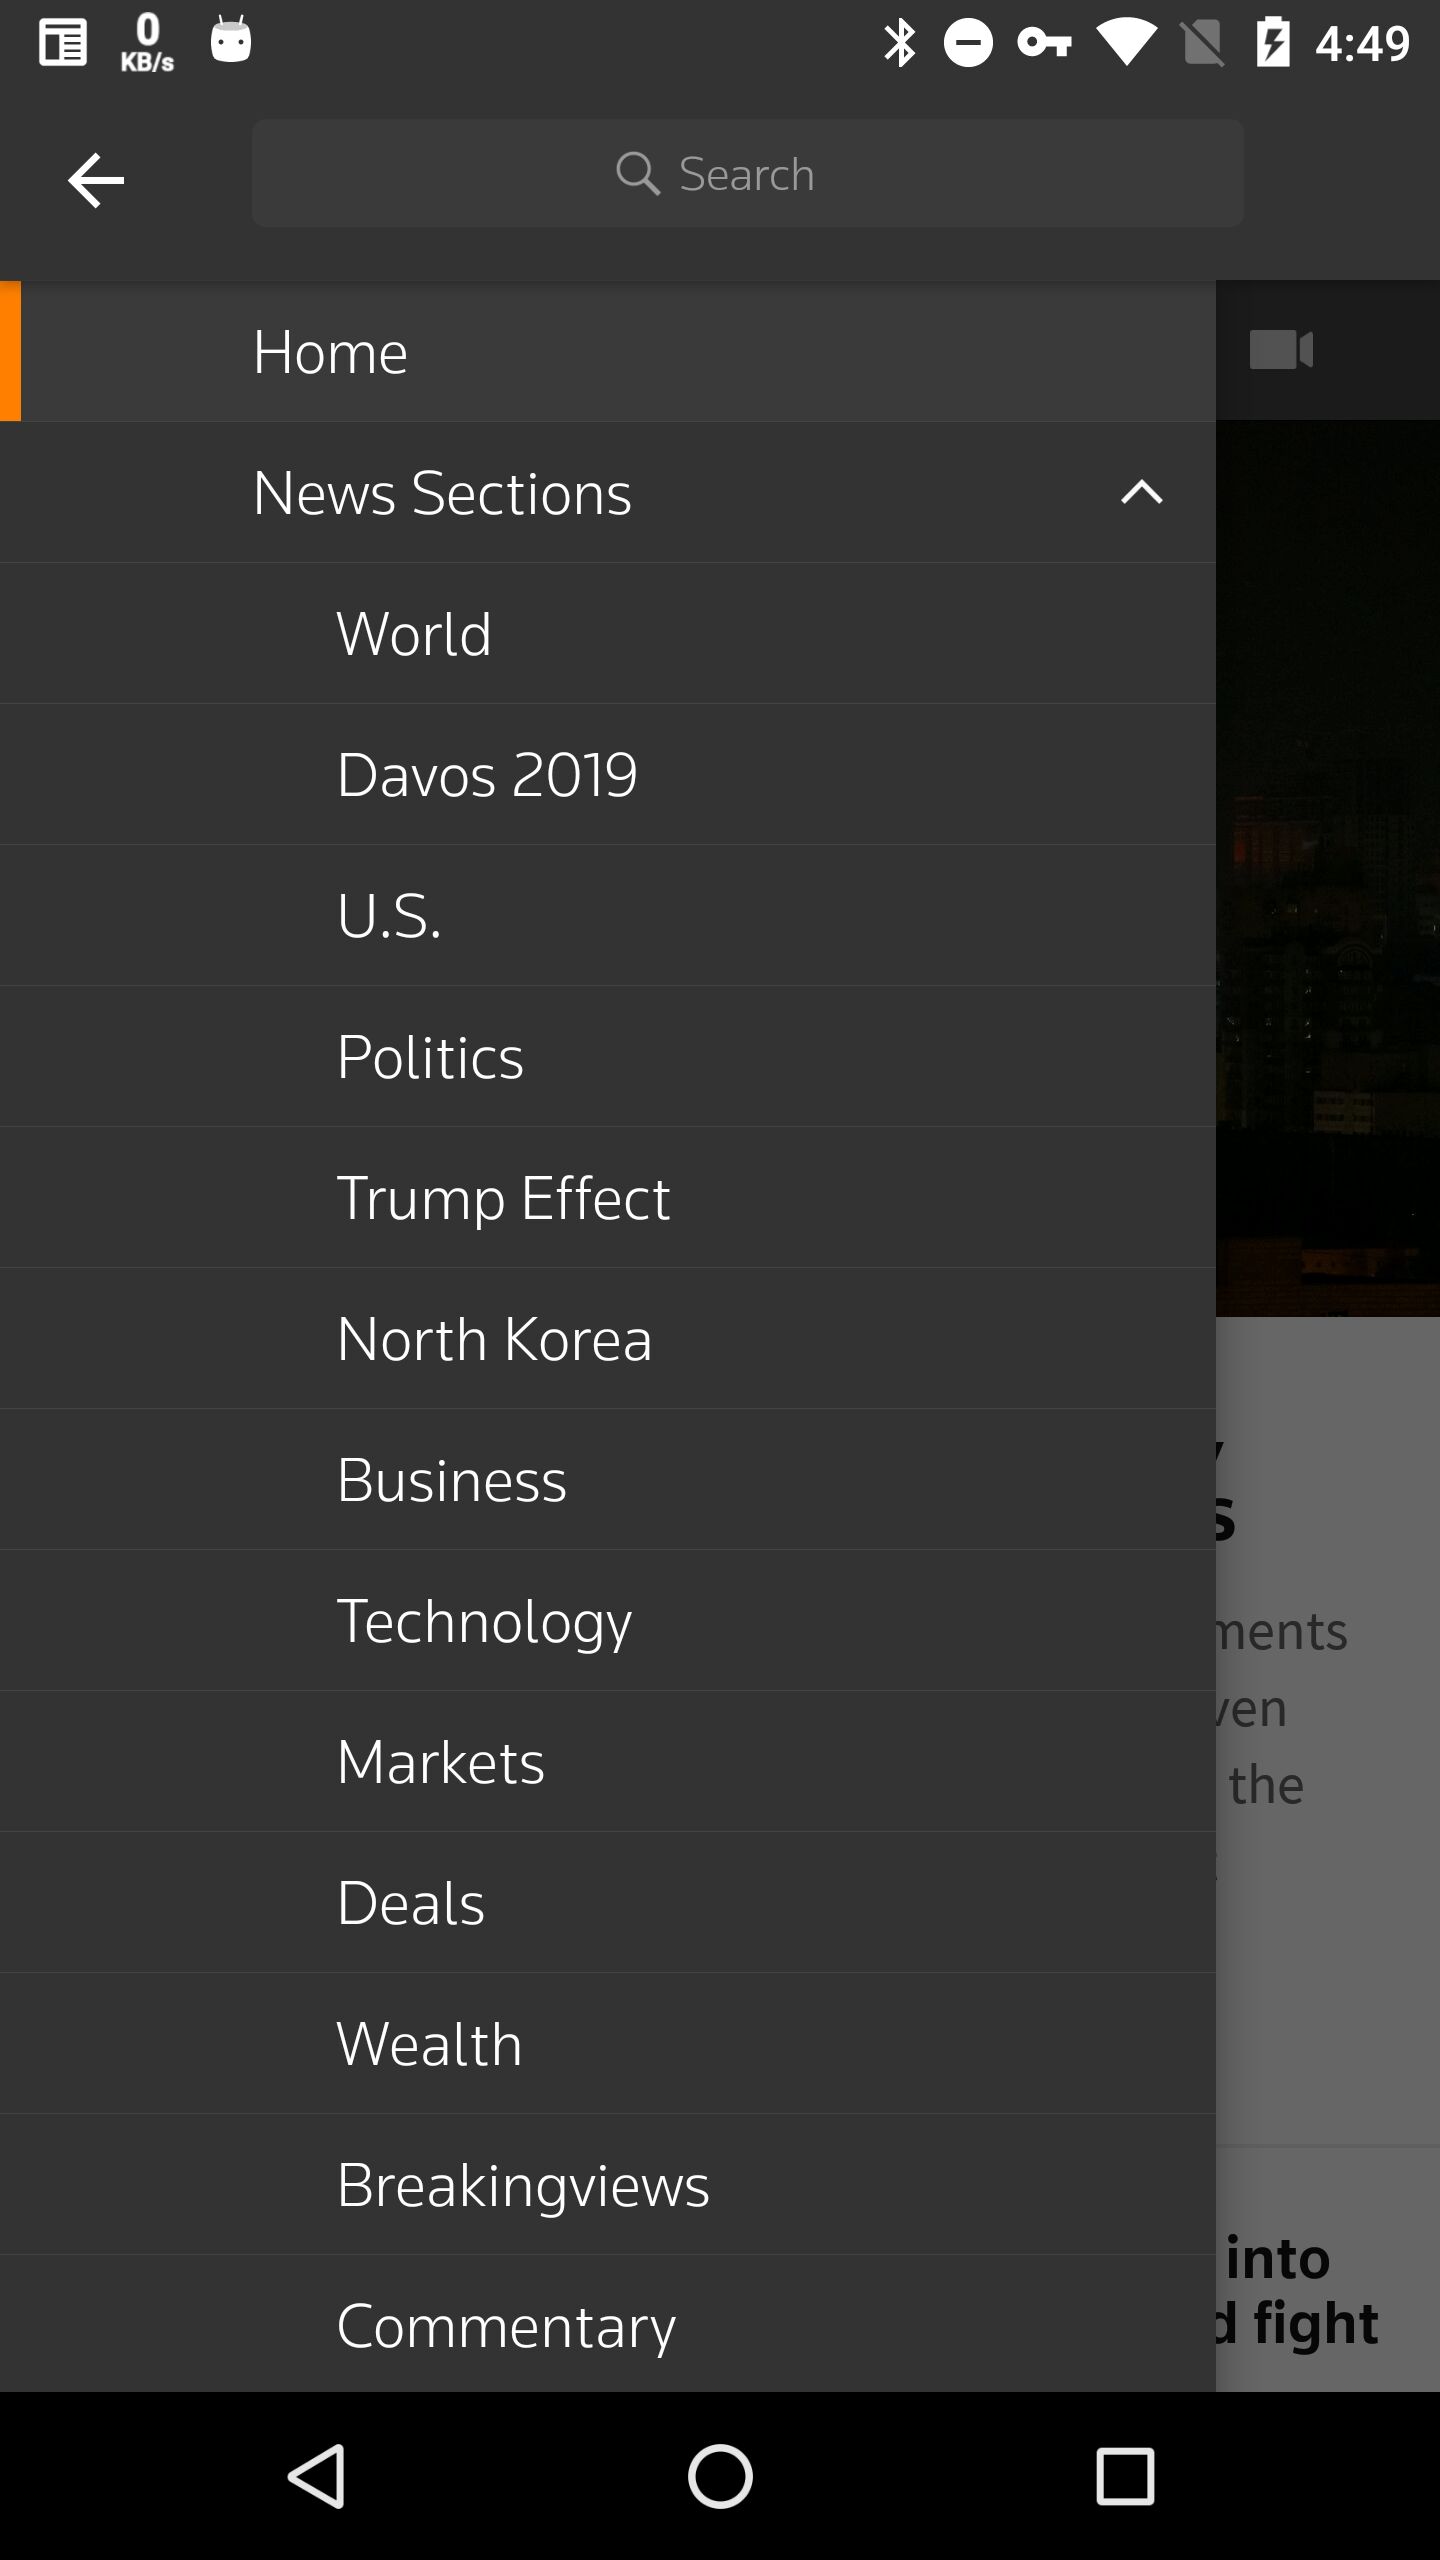 0
KB/s
4:49
Search
Home
News Sections
World
Davos 2019
U.S.
Politics
Trump Effect
North Korea
Business
Technology
Markets
Deals
Wealth
Breakingviews
Commentary
the
into
fight